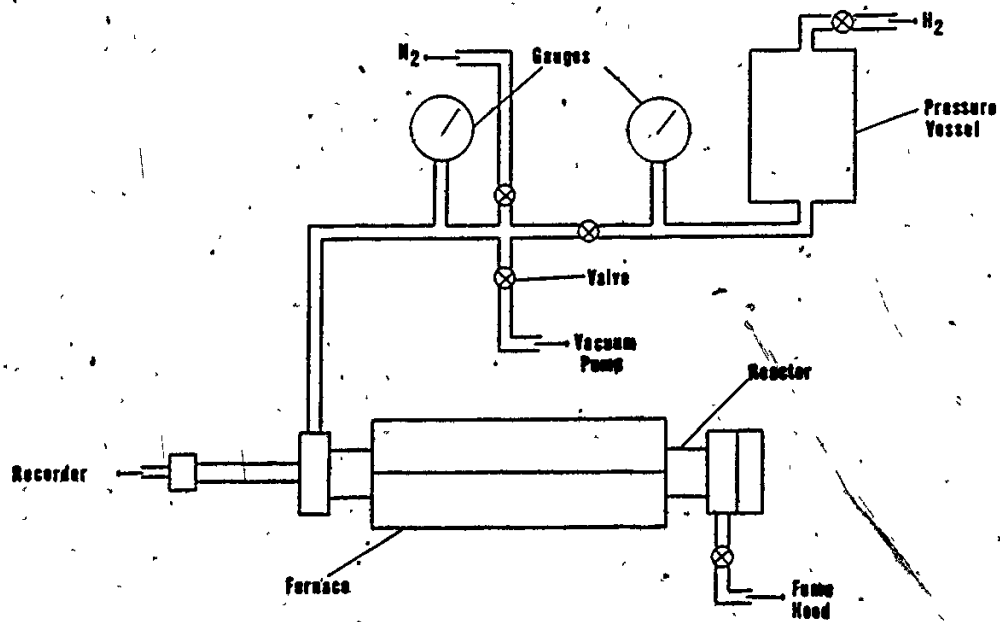 N2
Gauges
H2
Pressure
Vessel
Valve
Vacuum
Pump
Reactor
Recorder
Furnace
Fume
Hood